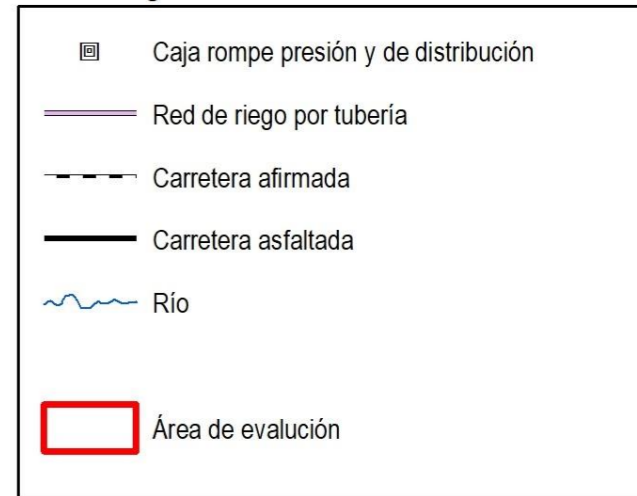 Caja rompe presión y de distribución
Red de riego por tubería
Carretera afirmada
Carretera asfaltada
Río
Área de evalución